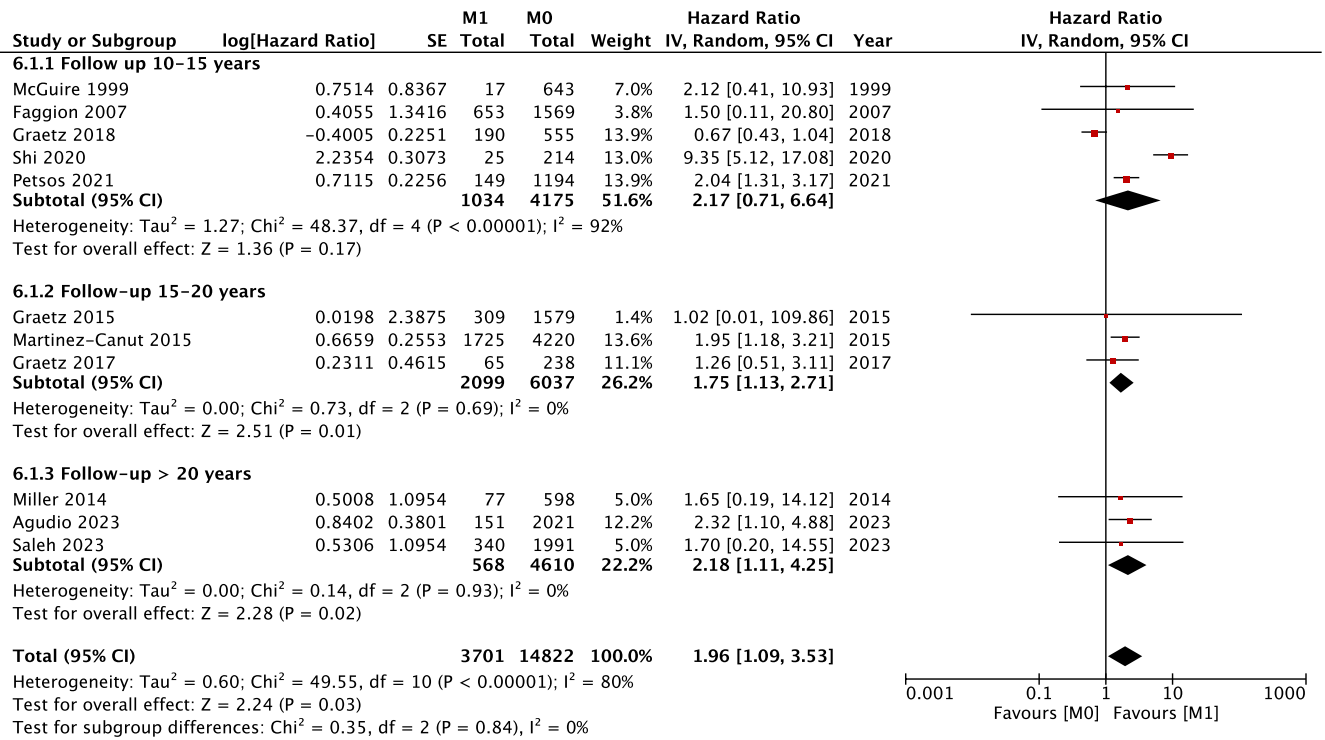 M1 M0 Hazard Ratio Hazard Ratio
Study or Subgroup log[Hazard Ratio] SE Total Total Weight IV, Random, 95% CI Year IV, Random, 95% CI
6.1.1 Follow up 10–15 years
McGuire 1999 0.7514 0.8367 17 643 7.0% 2.12 [0.41, 10.93] 1999
Faggion 2007 0.4055 1.3416 653 1569 3.8% 1.50 [0.11, 20.80] 2007
Graetz 2018 −0.4005 0.2251 190 555 13.9% 0.67 [0.43, 1.04] 2018
Shi 2020 2.2354 0.3073 25 214 13.0% 9.35 [5.12, 17.08] 2020
Petsos 2021 0.7115 0.2256 149 1194 13.9% 2.04 [1.31, 3.17] 2021
Subtotal (95% CI) 1034 4175 51.6% 2.17 [0.71, 6.64]
Heterogeneity: Tau² = 1.27; Chi² = 48.37, df = 4 (P < 0.00001); I² = 92%
Test for overall effect: Z = 1.36 (P = 0.17)
6.1.2 Follow–up 15–20 years
Graetz 2015 0.0198 2.3875 309 1579 1.4% 1.02 [0.01, 109.86] 2015
Martinez–Canut 2015 0.6659 0.2553 1725 4220 13.6% 1.95 [1.18, 3.21] 2015
Graetz 2017 0.2311 0.4615 65 238 11.1% 1.26 [0.51, 3.11] 2017
Subtotal (95% CI) 2099 6037 26.2% 1.75 [1.13, 2.71]
Heterogeneity: Tau² = 0.00; Chi² = 0.73, df = 2 (P = 0.69); I² = 0%
Test for overall effect: Z = 2.51 (P = 0.01)
6.1.3 Follow–up > 20 years
Miller 2014 0.5008 1.0954 77 598 5.0% 1.65 [0.19, 14.12] 2014
Agudio 2023 0.8402 0.3801 151 2021 12.2% 2.32 [1.10, 4.88] 2023
Saleh 2023 0.5306 1.0954 340 1991 5.0% 1.70 [0.20, 14.55] 2023
Subtotal (95% CI) 568 4610 22.2% 2.18 [1.11, 4.25]
Heterogeneity: Tau² = 0.00; Chi² = 0.14, df = 2 (P = 0.93); I² = 0%
Test for overall effect: Z = 2.28 (P = 0.02)
Total (95% CI) 3701 14822 100.0% 1.96 [1.09, 3.53]
Heterogeneity: Tau² = 0.60; Chi² = 49.55, df = 10 (P < 0.00001); I² = 80%
Test for overall effect: Z = 2.24 (P = 0.03)
Test for subgroup differences: Chi² = 0.35, df = 2 (P = 0.84), I² = 0%
0.001 0.1 1 10 1000
Favours [M0] Favours [M1]